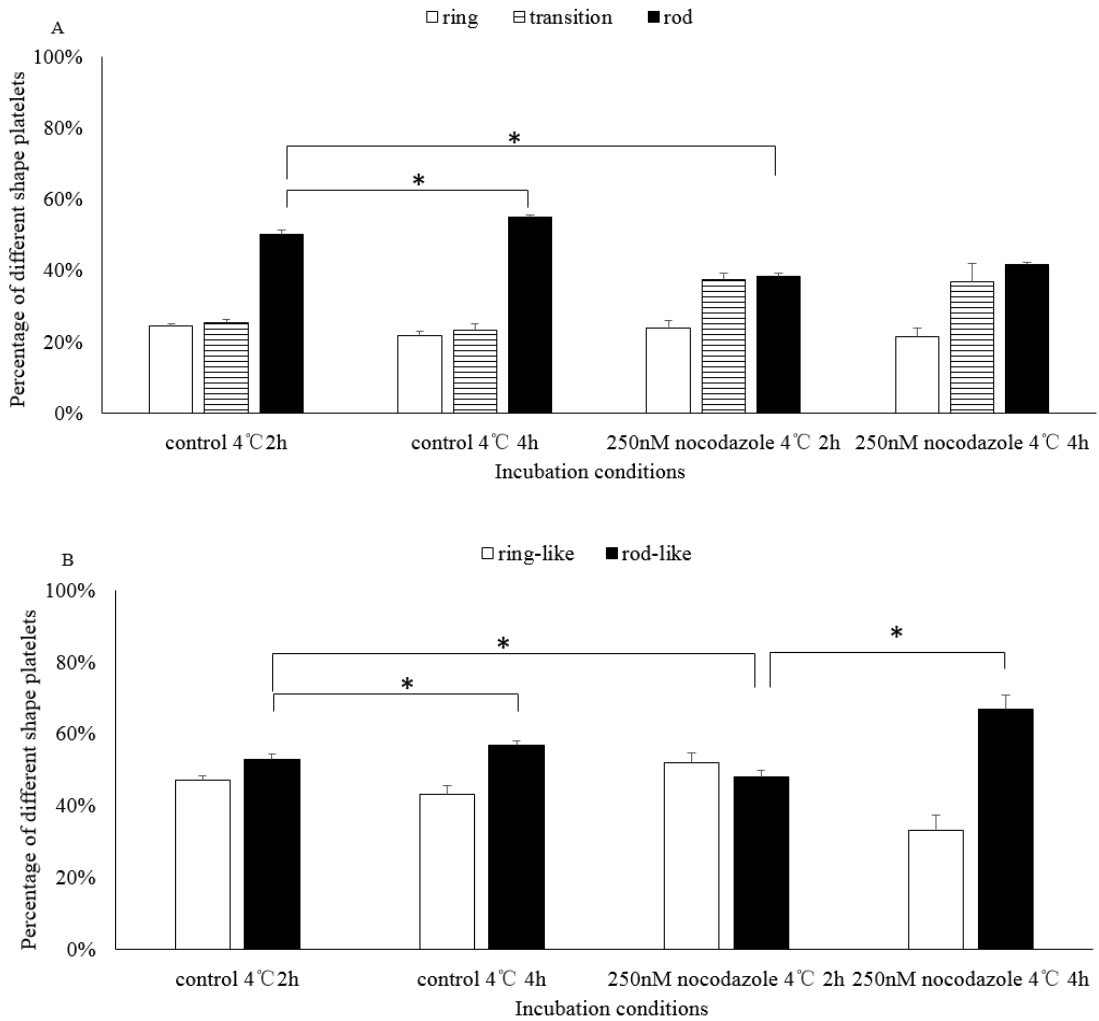 A
ring transition rod
Percentage of different shape platelets
100%
80%
60%
40%
20%
0%
*
*
control 4℃2h control 4℃ 4h 250nM nocodazole 4℃ 2h 250nM nocodazole 4℃ 4h
Incubation conditions
B
ring-like rod-like
Percentage of different shape platelets
100%
80%
60%
40%
20%
0%
*
*
*
control 4℃2h control 4℃ 4h 250nM nocodazole 4℃ 2h 250nM nocodazole 4℃ 4h
Incubation conditions